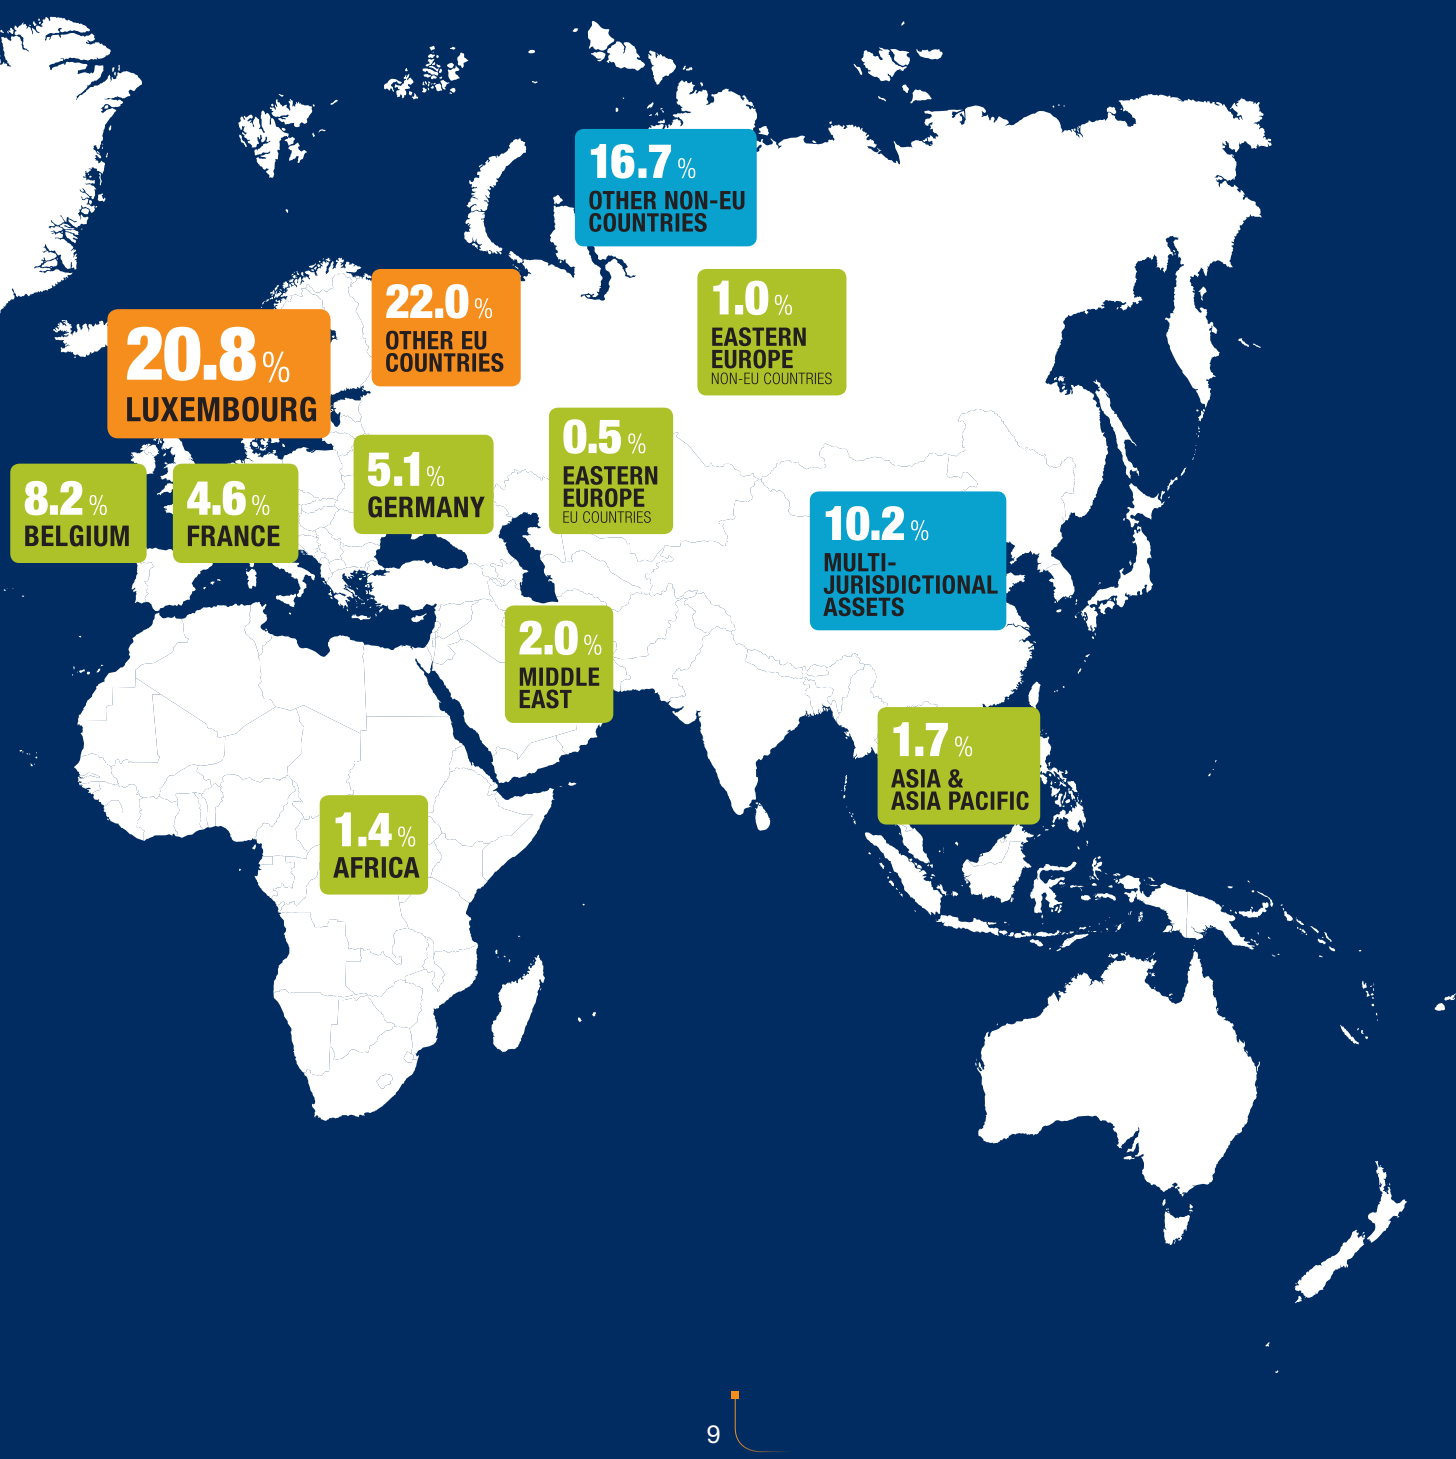 16.7 %
OTHER NON-EU
COUNTRIES
22.0 %
OTHER EU
COUNTRIES
1.0 %
EASTERN
EUROPE
NON-EU COUNTRIES
20.8 %
LUXEMBOURG
0.5 %
EASTERN
EUROPE
EU COUNTRIES
5.1 %
GERMANY
8.2 %
BELGIUM
4.6 %
FRANCE
10.2 %
MULTI-
JURISDICTIONAL
ASSETS
2.0 %
MIDDLE
EAST
1.7 %
ASIA &
ASIA PACIFIC
1.4 %
AFRICA
9